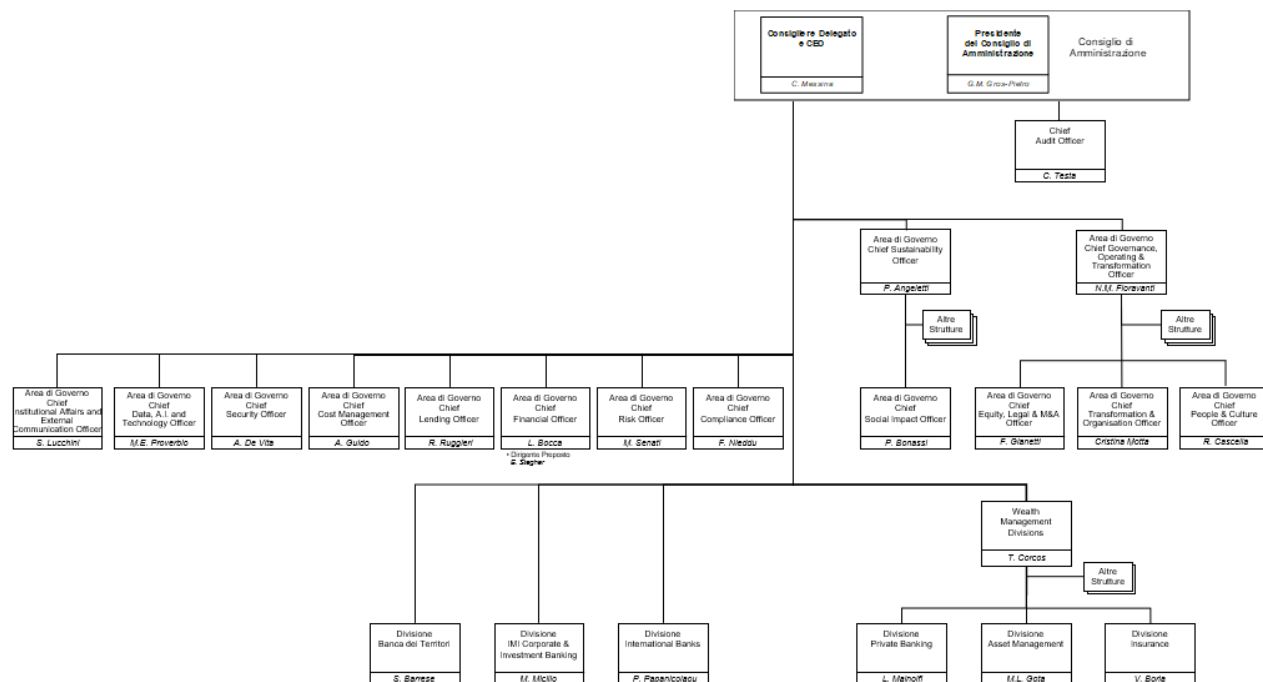 Consigliere Delegato
e CEO
C. Messina
Presidente
del Consiglio di
Amministrazione
G.M. Gros-Pietro
Consiglio di
Amministrazione
Chief
Audit Officer
C. Testa
Area di Governo
Chief Sustainability
Officer
P. Angeletti
Altre
Strutture
Area di Governo
Chief Governance,
Operating &
Transformation
Officer
N.M. Fioravanti
Altre
Strutture
Area di Governo
Chief
nstitutional Affairs and
External
Communication Officer
S. Lucchini
Area di Governo
Chief
Data, A.I. and
Technology Officer
M.E. Proverbio
Area di Governo
Chief
Security Officer
A. De Vita
Area di Governo
Chief
Cost Management
Officer
A. Guido
Area di Governo
Chief
Lending Officer
R. Ruggieri
Area di Governo
Chief
Financial Officer
L. Bocca
• Dirigente Preposto
E. Siegher
Area di Governo
Chief
Risk Officer
M. Senati
Area di Governo
Chief
Compliance Officer
F. Nieddu
Area di Governo
Chief
Social Impact Officer
P. Bonassi
Area di Governo
Chief
Equity, Legal & M&A
Officer
F. Gianetti
Area di Governo
Chief
Transformation &
Organisation Officer
Cristina Motta
Area di Governo
Chief
People & Culture
Officer
R. Cascella
Wealth
Management
Divisions
T. Corcos
Altre
Strutture
Divisione
Banca dei Territori
S. Barrese
Divisione
IMI Corporate &
Investment Banking
M. Micillo
Divisione
International Banks
P. Papanicolaou
Divisione
Private Banking
L. Mainolfi
Divisione
Asset Management
M.L. Gota
Divisione
Insurance
V. Borla